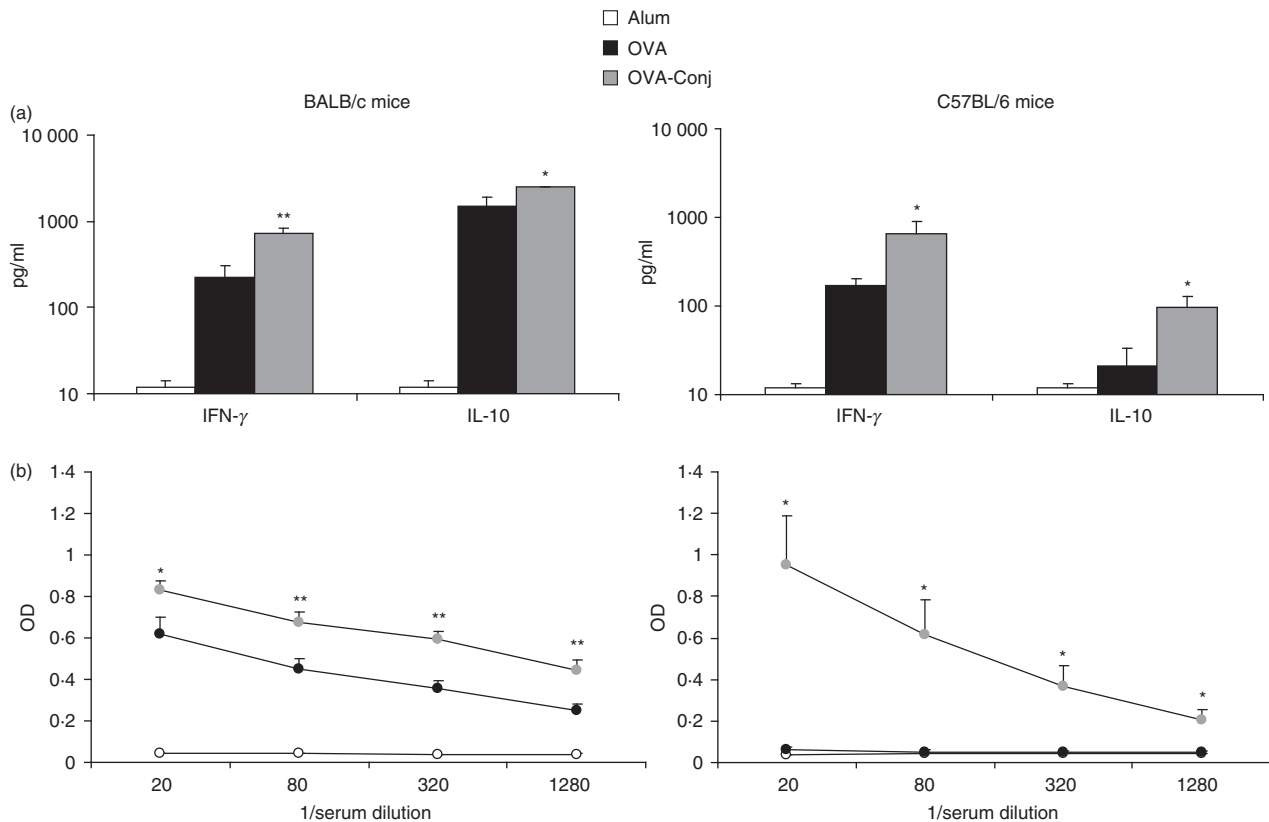 Alum
OVA
OVA-Conj
(a)
BALB/c mice
C57BL/6 mice
pg/ml
10 000
1000
100
10
**
*
IFN-γ
IL-10
pg/ml
10 000
1000
100
10
*
*
IFN-γ
IL-10
(b)
OD
1·4
1·2
1
0·8
0·6
0·4
0·2
0
*
**
**
**
20
80
320
1280
1/serum dilution
OD
1·4
1·2
1
0·8
0·6
0·4
0·2
0
*
*
*
*
20
80
320
1280
1/serum dilution